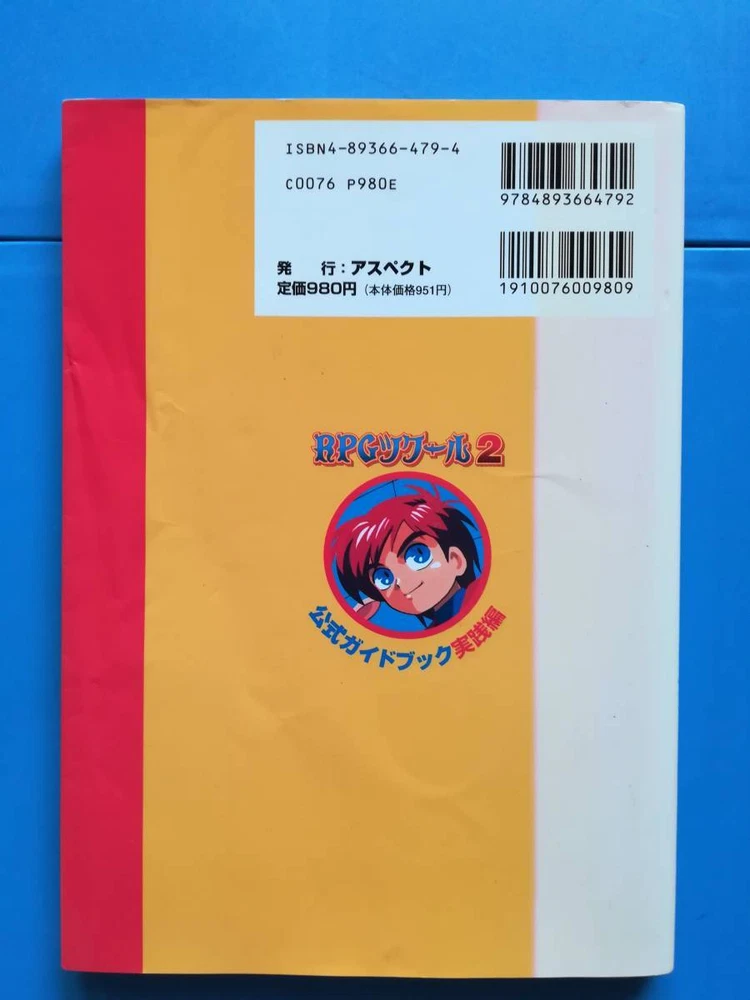 ISBN4-89366-479-4
C0076 P980E
9784893664792
発 行：アスペクト
定価980円（本体価格951円）
1910076009809
RPGツクール2
公式ガイドブック実践編